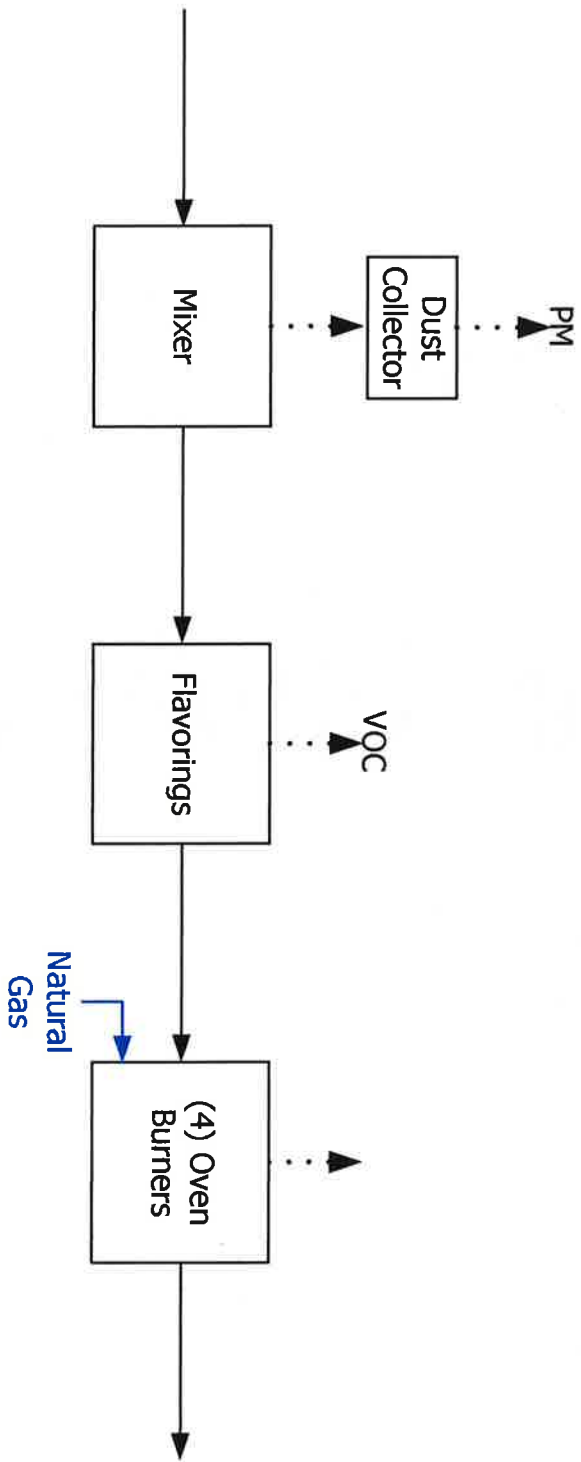 PM
Dust
Collector
Mixer
VOC
Flavorings
(4) Oven
Burners
Natural
Gas